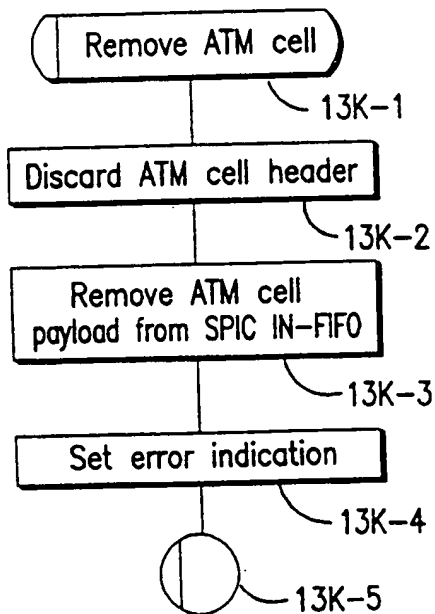 Remove ATM cell
13K-1
Discard ATM cell header
13K-2
Remove ATM cell
payload from SPIC IN-FIFO
13K-3
Set error indication
13K-4
13K-5